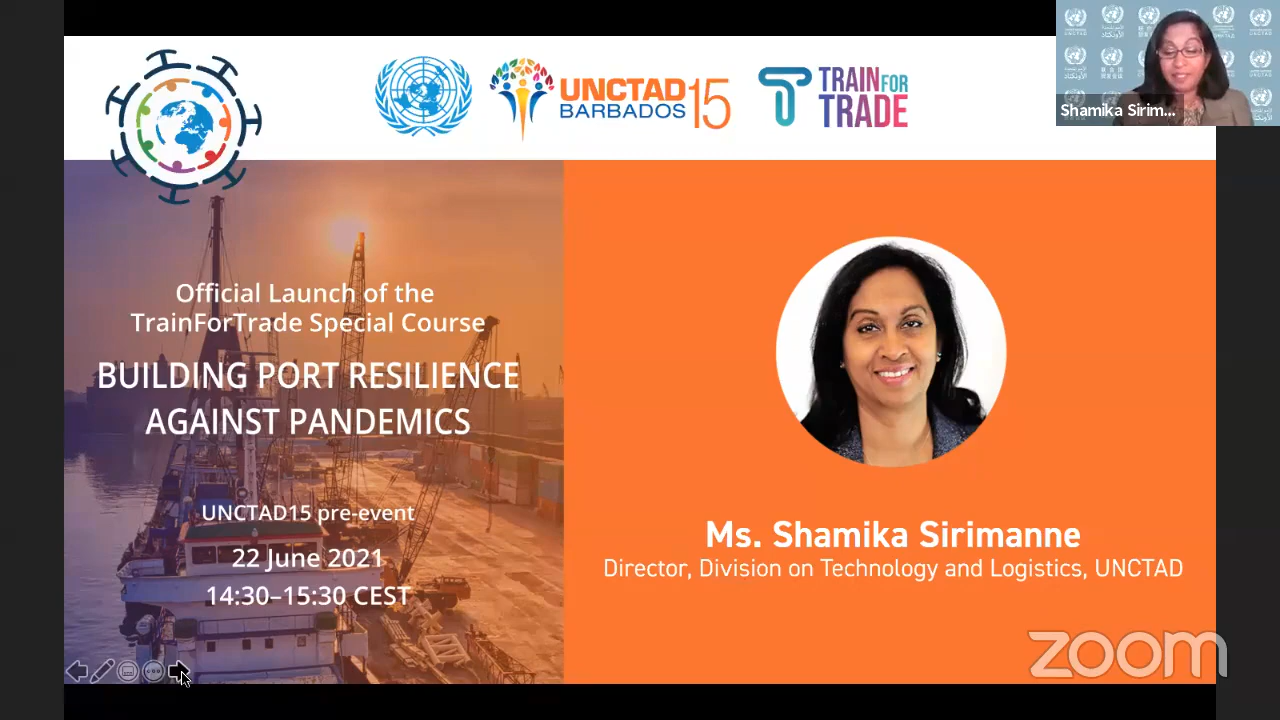 UNCTAD
BARBADOS
15
TRAIN FOR
TRADE
Shamika Sirim...
Official Launch of the
TrainForTrade Special Course
BUILDING PORT RESILIENCE
AGAINST PANDEMICS
UNCTAD15 pre-event
22 June 2021
14:30–15:30 CEST
Ms. Shamika Sirimanne
Director, Division on Technology and Logistics, UNCTAD
zoom